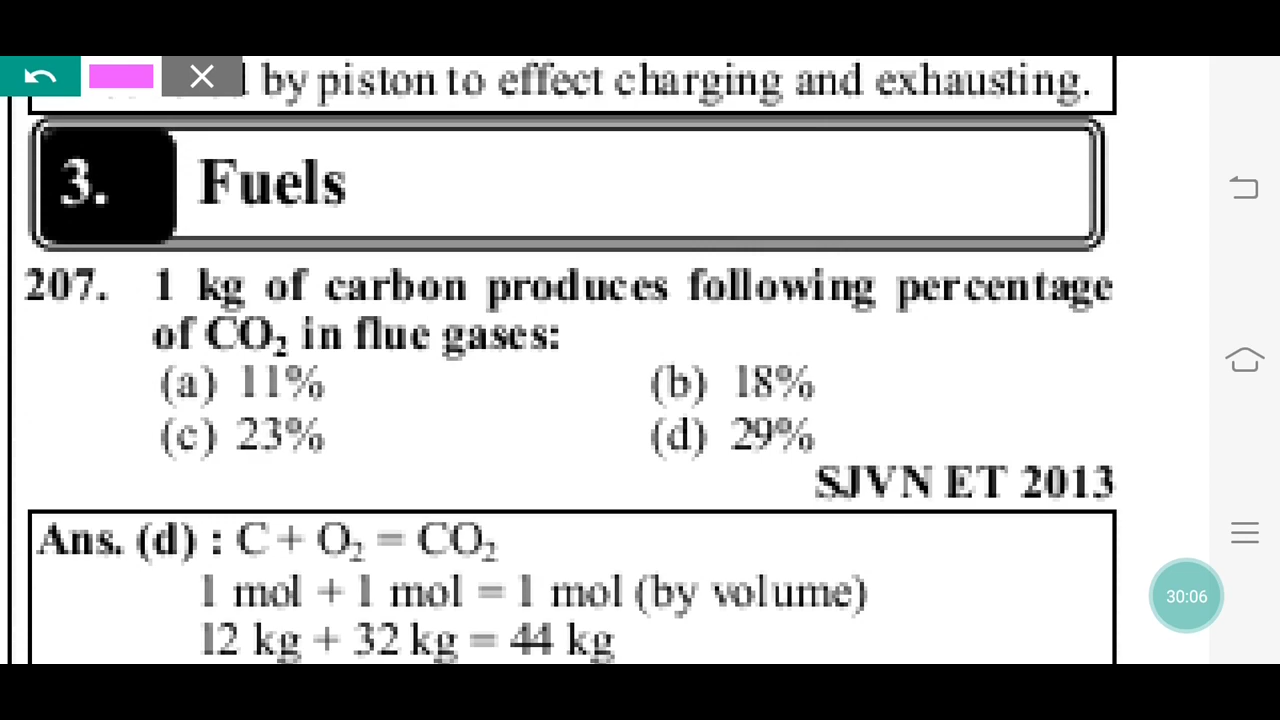 by piston to effect charging and exhausting.
3. Fuels
207. 1 kg of carbon produces following percentage
of CO₂ in flue gases:
(a) 11% (b) 18%
(c) 23% (d) 29%
SJVN ET 2013
Ans. (d) : C + O₂ = CO₂
1 mol + 1 mol = 1 mol (by volume)
12 kg + 32 kg = 44 kg
30:06